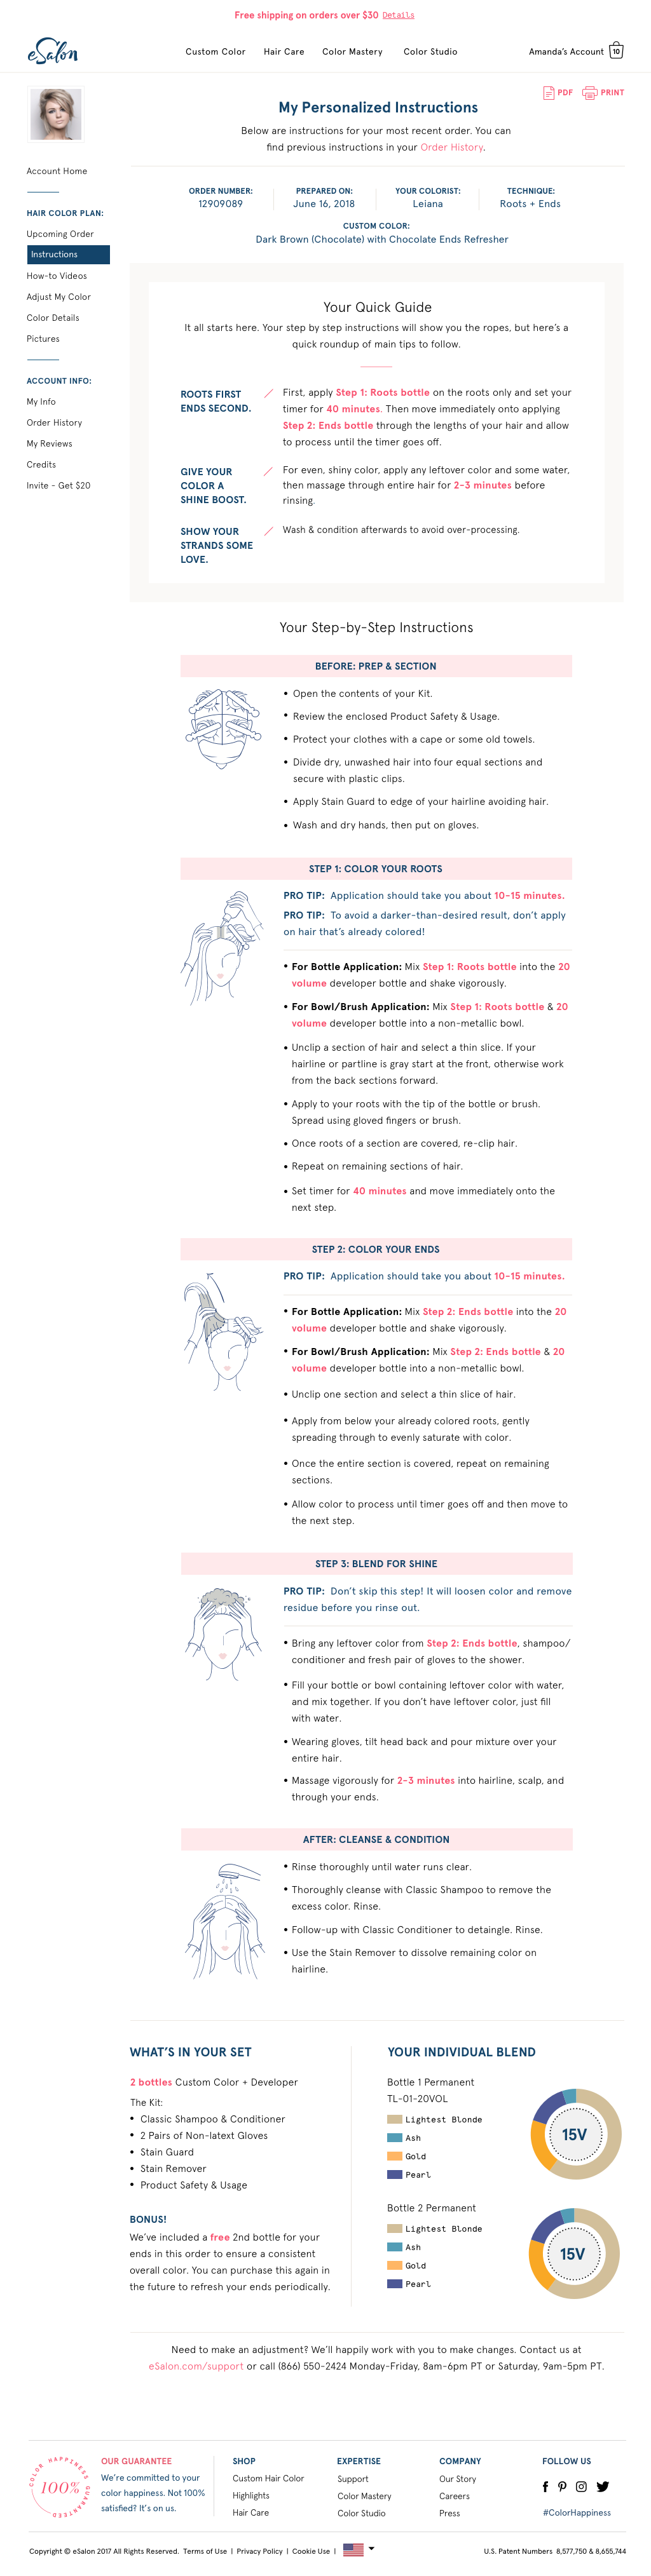 Free shipping on orders over $30 Details
eSalon
Custom Color Hair Care Color Mastery Color Studio
Amanda's Account 10
PDF PRINT
My Personalized Instructions
Below are instructions for your most recent order. You can
find previous instructions in your Order History.
Account Home
HAIR COLOR PLAN:
Upcoming Order
Instructions
How-to Videos
Adjust My Color
Color Details
Pictures
ACCOUNT INFO:
My Info
Order History
My Reviews
Credits
Invite - Get $20
ORDER NUMBER:
12909089
PREPARED ON:
June 16, 2018
YOUR COLORIST:
Leiana
TECHNIQUE:
Roots + Ends
CUSTOM COLOR:
Dark Brown (Chocolate) with Chocolate Ends Refresher
Your Quick Guide
It all starts here. Your step by step instructions will show you the ropes, but here's a
quick roundup of main tips to follow.
ROOTS FIRST
ENDS SECOND.
First, apply Step 1: Roots bottle on the roots only and set your
timer for 40 minutes. Then move immediately onto applying
Step 2: Ends bottle through the lengths of your hair and allow
to process until the timer goes off.
GIVE YOUR
COLOR A
SHINE BOOST.
For even, shiny color, apply any leftover color and some water,
then massage through entire hair for 2-3 minutes before
rinsing.
SHOW YOUR
STRANDS SOME
LOVE.
Wash & condition afterwards to avoid over-processing.
Your Step-by-Step Instructions
BEFORE: PREP & SECTION
• Open the contents of your Kit.
• Review the enclosed Product Safety & Usage.
• Protect your clothes with a cape or some old towels.
• Divide dry, unwashed hair into four equal sections and
secure with plastic clips.
• Apply Stain Guard to edge of your hairline avoiding hair.
• Wash and dry hands, then put on gloves.
STEP 1: COLOR YOUR ROOTS
PRO TIP: Application should take you about 10-15 minutes.
PRO TIP: To avoid a darker-than-desired result, don't apply
on hair that's already colored!
• For Bottle Application: Mix Step 1: Roots bottle into the 20
volume developer bottle and shake vigorously.
• For Bowl/Brush Application: Mix Step 1: Roots bottle & 20
volume developer bottle into a non-metallic bowl.
• Unclip a section of hair and select a thin slice. If your
hairline or partline is gray start at the front, otherwise work
from the back sections forward.
• Apply to your roots with the tip of the bottle or brush.
Spread using gloved fingers or brush.
• Once roots of a section are covered, re-clip hair.
• Repeat on remaining sections of hair.
• Set timer for 40 minutes and move immediately onto the
next step.
STEP 2: COLOR YOUR ENDS
PRO TIP: Application should take you about 10-15 minutes.
• For Bottle Application: Mix Step 2: Ends bottle into the 20
volume developer bottle and shake vigorously.
• For Bowl/Brush Application: Mix Step 2: Ends bottle & 20
volume developer bottle into a non-metallic bowl.
• Unclip one section and select a thin slice of hair.
• Apply from below your already colored roots, gently
spreading through to evenly saturate with color.
• Once the entire section is covered, repeat on remaining
sections.
• Allow color to process until timer goes off and then move to
the next step.
STEP 3: BLEND FOR SHINE
PRO TIP: Don't skip this step! It will loosen color and remove
residue before you rinse out.
• Bring any leftover color from Step 2: Ends bottle, shampoo/
conditioner and fresh pair of gloves to the shower.
• Fill your bottle or bowl containing leftover color with water,
and mix together. If you don't have leftover color, just fill
with water.
• Wearing gloves, tilt head back and pour mixture over your
entire hair.
• Massage vigorously for 2-3 minutes into hairline, scalp, and
through your ends.
AFTER: CLEANSE & CONDITION
• Rinse thoroughly until water runs clear.
• Thoroughly cleanse with Classic Shampoo to remove the
excess color. Rinse.
• Follow-up with Classic Conditioner to detaingle. Rinse.
• Use the Stain Remover to dissolve remaining color on
hairline.
WHAT'S IN YOUR SET
2 bottles Custom Color + Developer
The Kit:
• Classic Shampoo & Conditioner
• 2 Pairs of Non-latext Gloves
• Stain Guard
• Stain Remover
• Product Safety & Usage
BONUS!
We've included a free 2nd bottle for your
ends in this order to ensure a consistent
overall color. You can purchase this again in
the future to refresh your ends periodically.
YOUR INDIVIDUAL BLEND
Bottle 1 Permanent
TL-01-20VOL
Lightest Blonde
Ash
Gold
Pearl
15V
Bottle 2 Permanent
Lightest Blonde
Ash
Gold
Pearl
15V
Need to make an adjustment? We'll happily work with you to make changes. Contact us at
eSalon.com/support or call (866) 550-2424 Monday-Friday, 8am-6pm PT or Saturday, 9am-5pm PT.
COLOR HAPPINESS GUARANTEED
100%
OUR GUARANTEE
We're committed to your
color happiness. Not 100%
satisfied? It's on us.
SHOP
Custom Hair Color
Highlights
Hair Care
EXPERTISE
Support
Color Mastery
Color Studio
COMPANY
Our Story
Careers
Press
FOLLOW US
#ColorHappiness
Copyright © eSalon 2017 All Rights Reserved. Terms of Use | Privacy Policy | Cookie Use |
U.S. Patent Numbers 8,577,750 & 8,655,744